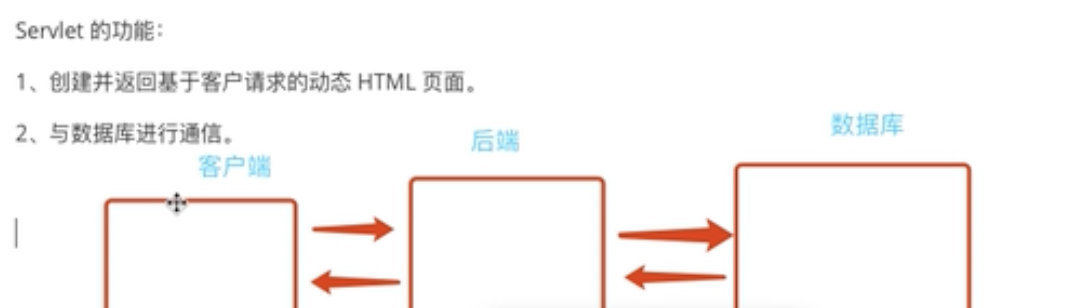 Servlet 的功能：
1、创建并返回基于客户请求的动态 HTML 页面。
2、与数据库进行通信。
客户端
后端
数据库